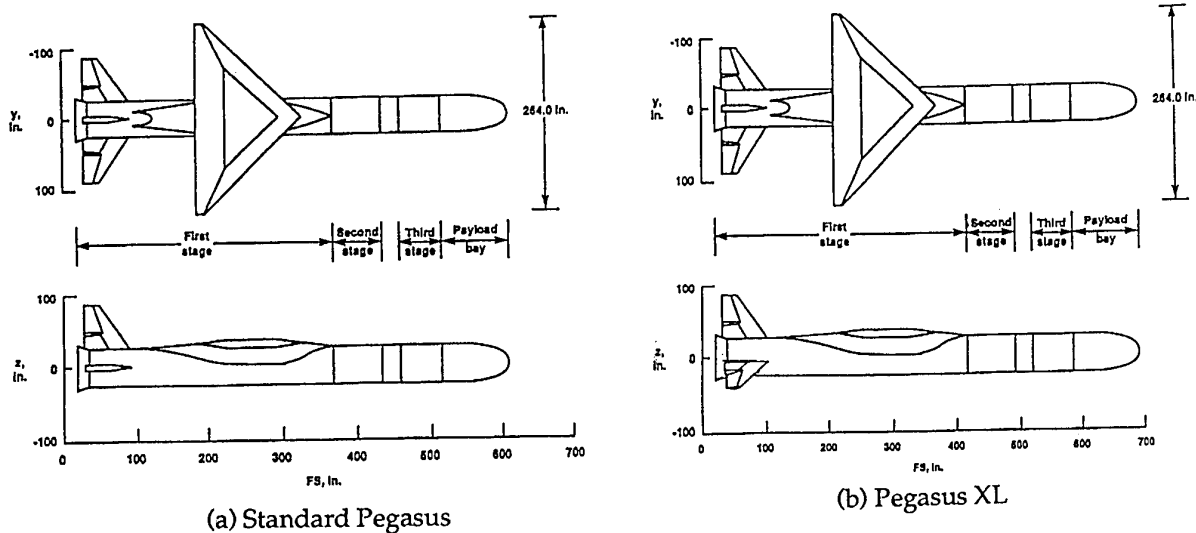 -100
y,
in.
0
100
264.0 in.
First
stage
Second
stage
Third
stage
Payload
bay
100
z,
in.
0
-100
0
100
200
300
400
500
600
700
FS, in.
(a) Standard Pegasus
-100
y,
in.
0
100
264.0 in.
First
stage
Second
stage
Third
stage
Payload
bay
100
z,
in.
0
-100
0
100
200
300
400
500
600
700
FS, in.
(b) Pegasus XL